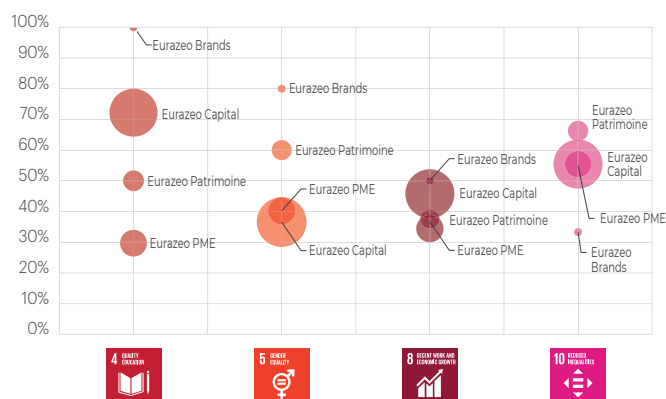 100%
Eurazeo Brands
90%
80%
Eurazeo Brands
Eurazeo
Patrimoine
70%
Eurazeo Capital
60%
Eurazeo Patrimoine
Eurazeo Brands
Eurazeo
Capital
50%
Eurazeo Patrimoine
Eurazeo PME
Eurazeo Capital
40%
Eurazeo Patrimoine
Eurazeo PME
30%
Eurazeo PME
Eurazeo Capital
Eurazeo PME
Eurazeo
Brands
20%
10%
0%
4 QUALITY
EDUCATION
5 GENDER
EQUALITY
8 DECENT WORK AND
ECONOMIC GROWTH
10 REDUCED
INEQUALITIES